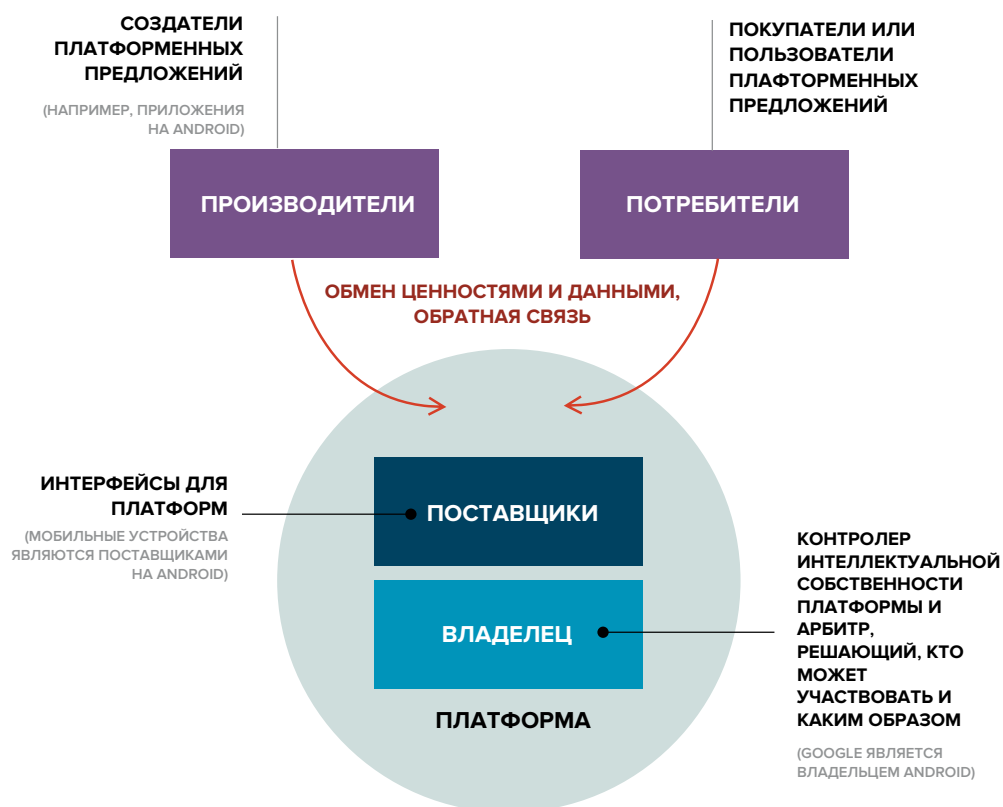 СОЗДАТЕЛИ
ПЛАТФОРМЕННЫХ
ПРЕДЛОЖЕНИЙ
(НАПРИМЕР, ПРИЛОЖЕНИЯ
НА ANDROID)
ПОКУПАТЕЛИ ИЛИ
ПОЛЬЗОВАТЕЛИ
ПЛАФТОРМЕННЫХ
ПРЕДЛОЖЕНИЙ
ПРОИЗВОДИТЕЛИ
ПОТРЕБИТЕЛИ
ОБМЕН ЦЕННОСТЯМИ И ДАННЫМИ,
ОБРАТНАЯ СВЯЗЬ
ИНТЕРФЕЙСЫ ДЛЯ
ПЛАТФОРМ
(МОБИЛЬНЫЕ УСТРОЙСТВА
ЯВЛЯЮТСЯ ПОСТАВЩИКАМИ
НА ANDROID)
ПОСТАВЩИКИ
ВЛАДЕЛЕЦ
ПЛАТФОРМА
КОНТРОЛЕР
ИНТЕЛЛЕКТУАЛЬНОЙ
СОБСТВЕННОСТИ
ПЛАТФОРМЫ И
АРБИТР,
РЕШАЮЩИЙ, КТО
МОЖЕТ
УЧАСТВОВАТЬ И
КАКИМ ОБРАЗОМ
(GOOGLE ЯВЛЯЕТСЯ
ВЛАДЕЛЬЦЕМ ANDROID)